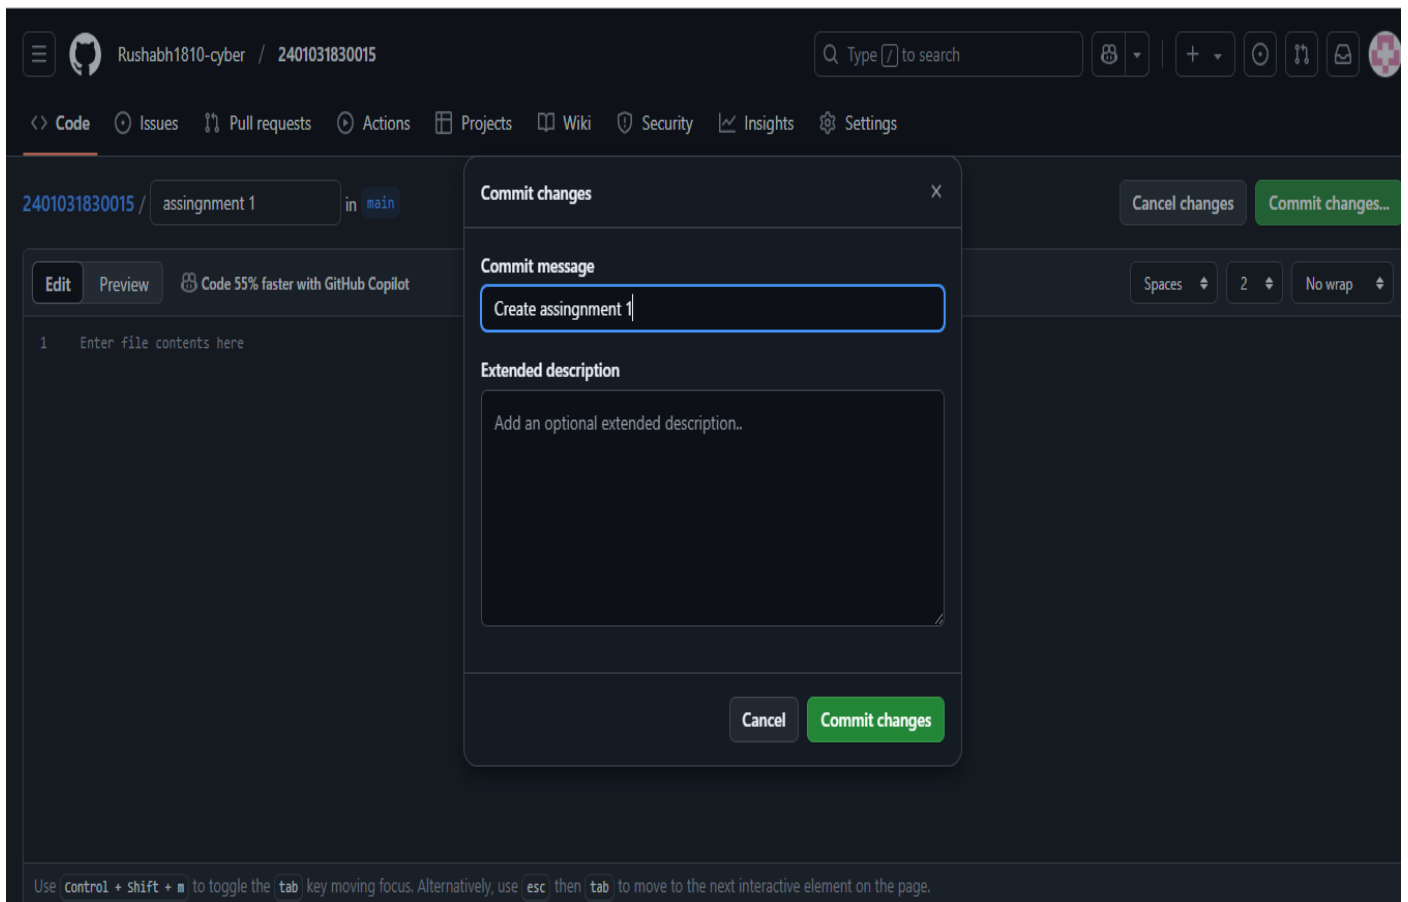 Rushabh1810-cyber / 2401031830015
Type / to search
Code Issues Pull requests Actions Projects Wiki Security Insights Settings
2401031830015 / assingnment 1 in main
Cancel changes Commit changes...
Edit Preview Code 55% faster with GitHub Copilot
Spaces 2 No wrap
1 Enter file contents here
Commit changes
Commit message
Create assingnment 1
Extended description
Add an optional extended description..
Cancel Commit changes
Use Control + Shift + m to toggle the tab key moving focus. Alternatively, use esc then tab to move to the next interactive element on the page.